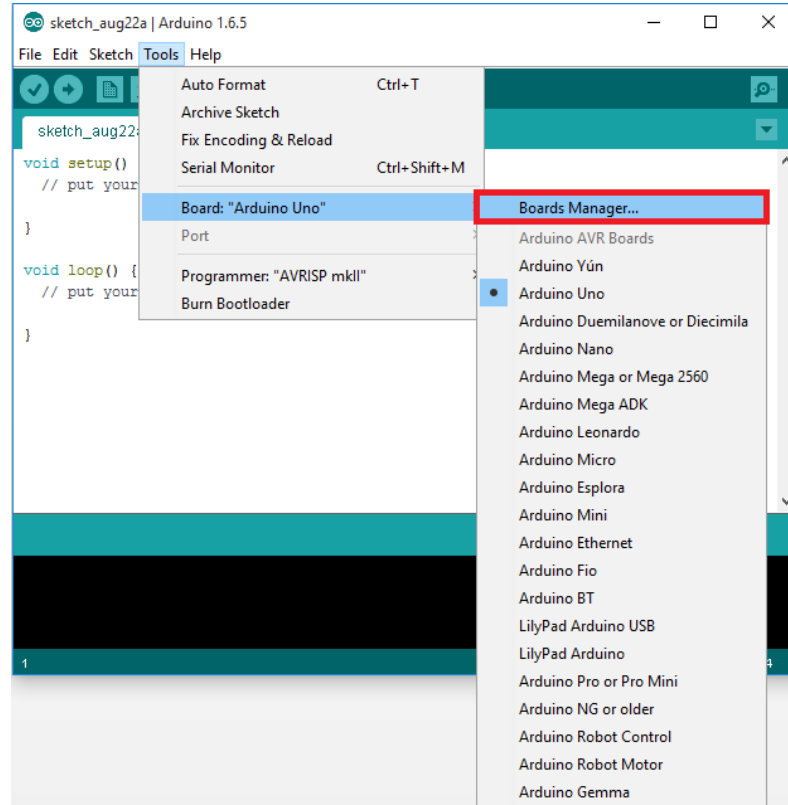 sketch_aug22a | Arduino 1.6.5
File Edit Sketch Tools Help
sketch_aug22a
void setup()
// put your
}
void loop() {
// put your
}
Auto Format Ctrl+T
Archive Sketch
Fix Encoding & Reload
Serial Monitor Ctrl+Shift+M
Board: "Arduino Uno"
Port
Programmer: "AVRISP mkII"
Burn Bootloader
Boards Manager...
Arduino AVR Boards
Arduino Yún
Arduino Uno
Arduino Duemilanove or Diecimila
Arduino Nano
Arduino Mega or Mega 2560
Arduino Mega ADK
Arduino Leonardo
Arduino Micro
Arduino Esplora
Arduino Mini
Arduino Ethernet
Arduino Fio
Arduino BT
LilyPad Arduino USB
LilyPad Arduino
Arduino Pro or Pro Mini
Arduino NG or older
Arduino Robot Control
Arduino Robot Motor
Arduino Gemma
1